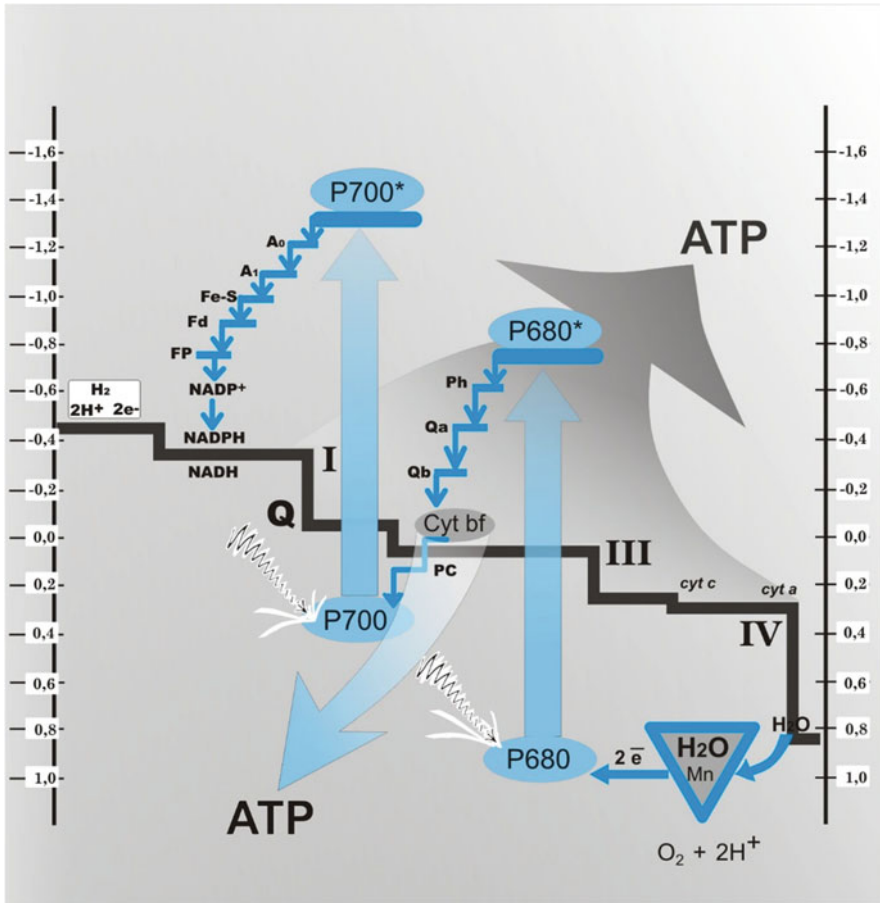 -1,6
-1,4
-1,2
-1,0
-0,8
-0,6
-0,4
-0,2
0,0
0,2
0,4
0,6
0,8
1,0
P700*
A₀
A₁
Fe-S
Fd
FP
NADP⁺
NADPH
NADH
H₂
2H⁺ 2e-
I
Q
P700
ATP
P680*
Ph
Qa
Qb
Cyt bf
PC
P680
ATP
III
cyt c
cyt a
IV
H₂O
H₂O
Mn
2 e̅
O₂ + 2H⁺
-1,6
-1,4
-1,2
-1,0
-0,8
-0,6
-0,4
-0,2
0,0
0,2
0,4
0,6
0,8
1,0